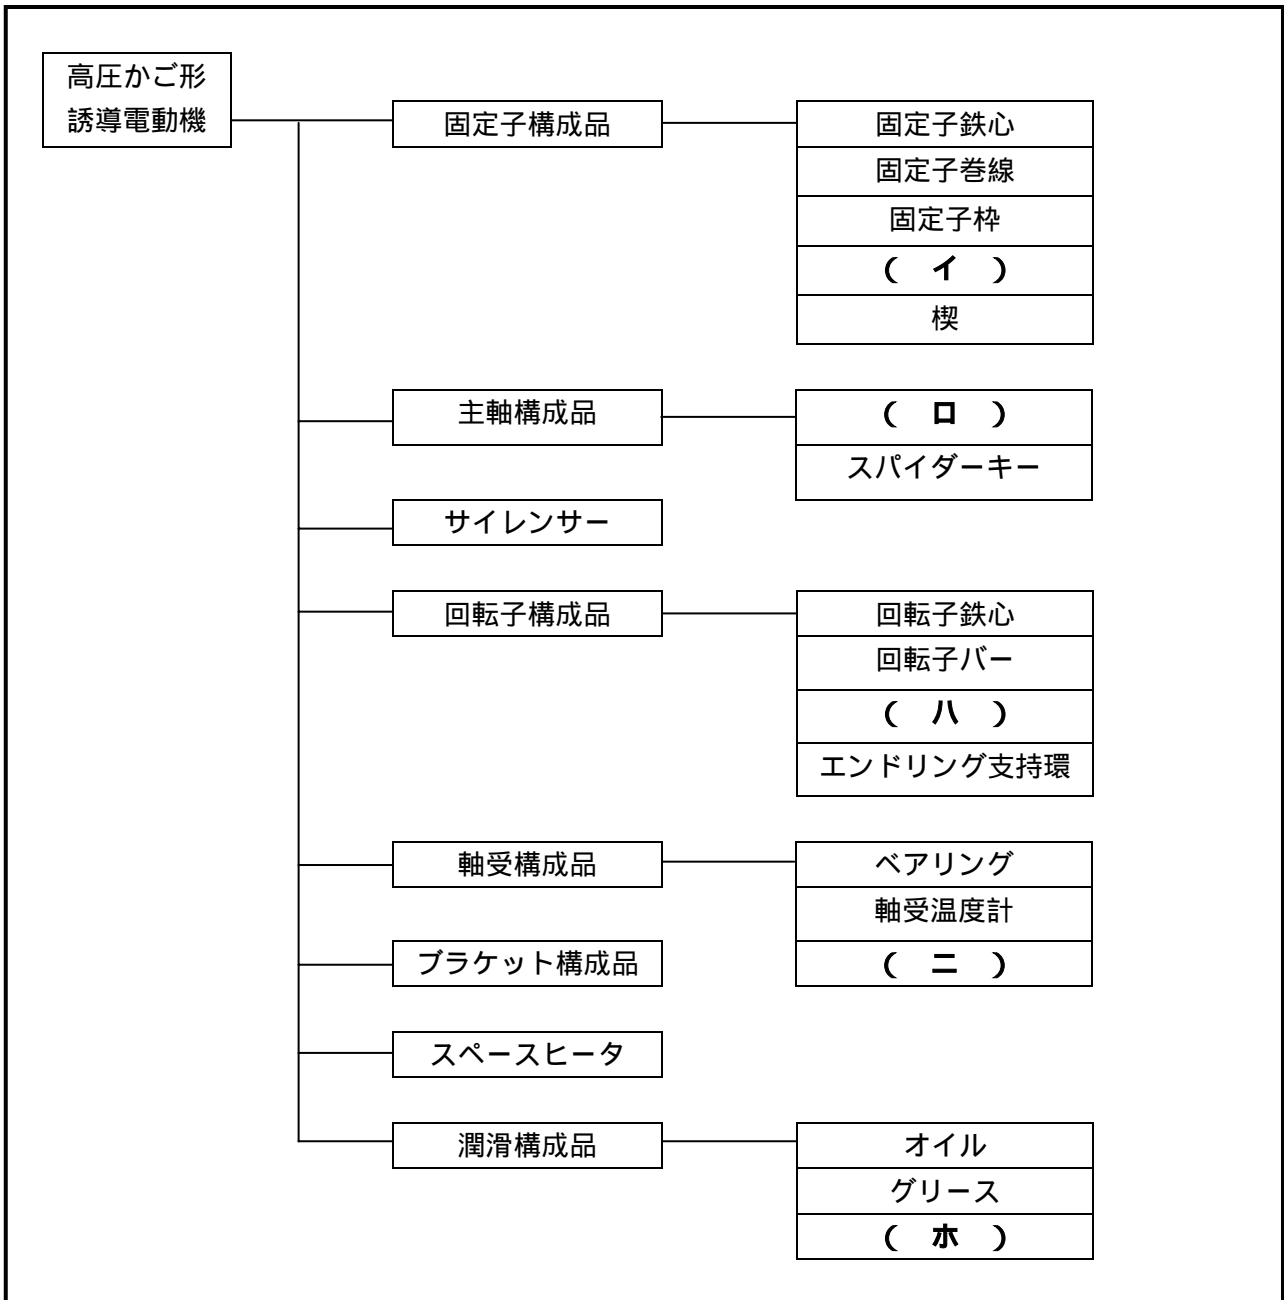 高圧かご形
誘導電動機
固定子構成品
固定子鉄心
固定子巻線
固定子枠
( イ )
楔
主軸構成品
( ロ )
スパイダーキー
サイレンサー
回転子構成品
回転子鉄心
回転子バー
( ハ )
エンドリング支持環
軸受構成品
ベアリング
軸受温度計
( ニ )
ブラケット構成品
スペースヒータ
潤滑構成品
オイル
グリース
( ホ )